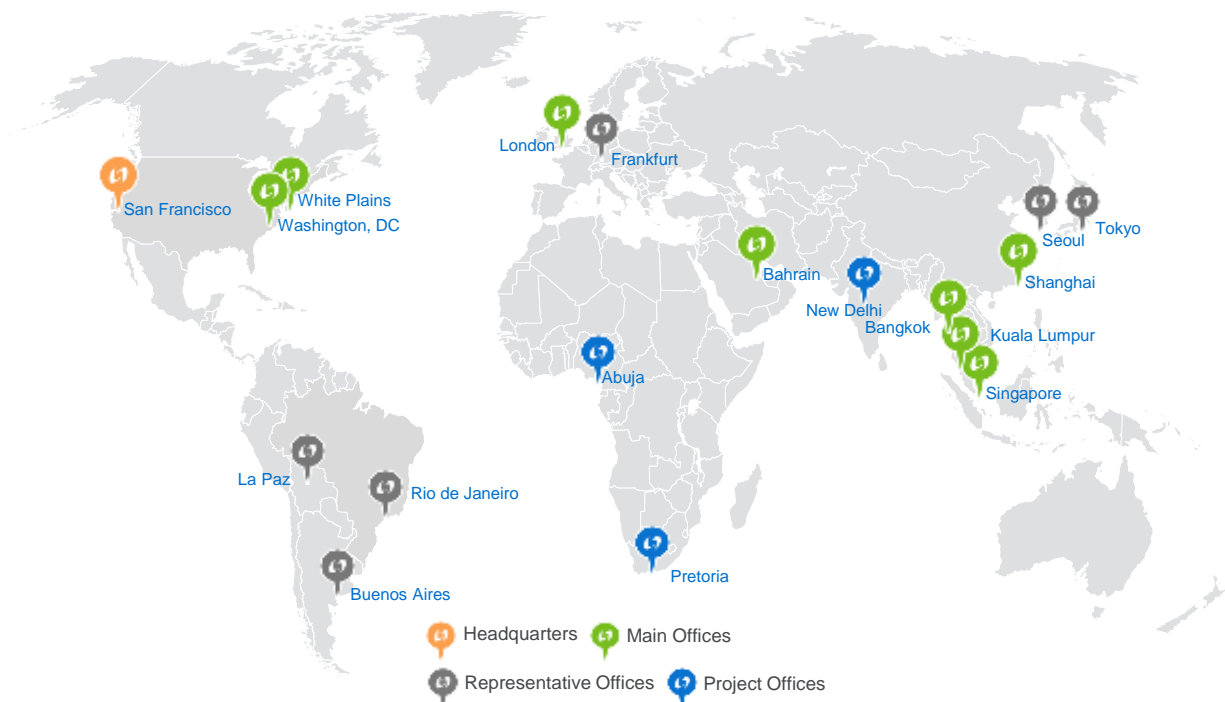 London
Frankfurt
San Francisco
White Plains
Washington, DC
Seoul
Tokyo
Bahrain
Shanghai
New Delhi
Bangkok
Kuala Lumpur
Abuja
Singapore
La Paz
Rio de Janeiro
Pretoria
Buenos Aires
Headquarters
Main Offices
Representative Offices
Project Offices